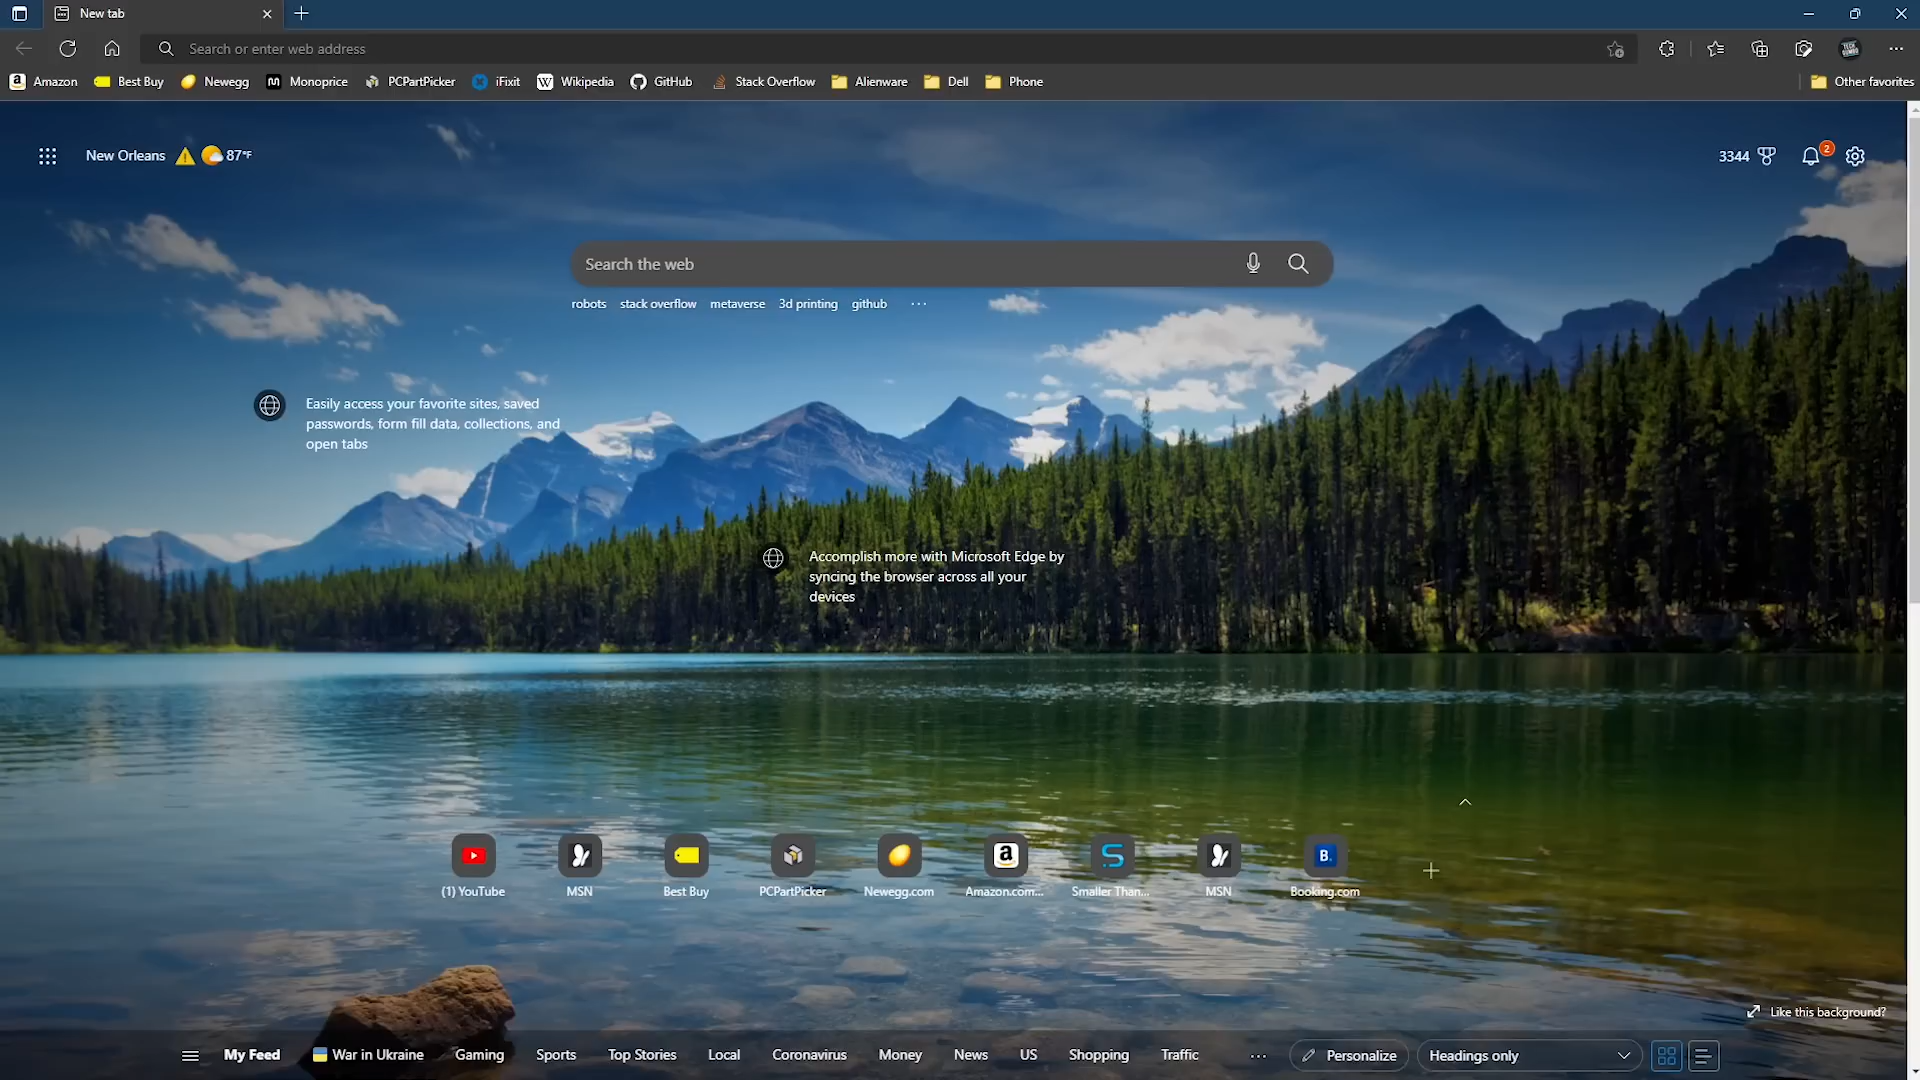 New tab
Search or enter web address
Amazon Best Buy Newegg Monoprice PCPartPicker iFixit Wikipedia GitHub Stack Overflow Alienware Dell Phone Other favorites
New Orleans 87°F 3344 2
Search the web
robots stack overflow metaverse 3d printing github ...
Easily access your favorite sites, saved
passwords, form fill data, collections, and
open tabs
Accomplish more with Microsoft Edge by
syncing the browser across all your
devices
(1) YouTube MSN Best Buy PCPartPicker Newegg.com Amazon.com... Smaller Than... MSN Booking.com
Like this background?
My Feed War in Ukraine Gaming Sports Top Stories Local Coronavirus Money News US Shopping Traffic ... Personalize Headings only